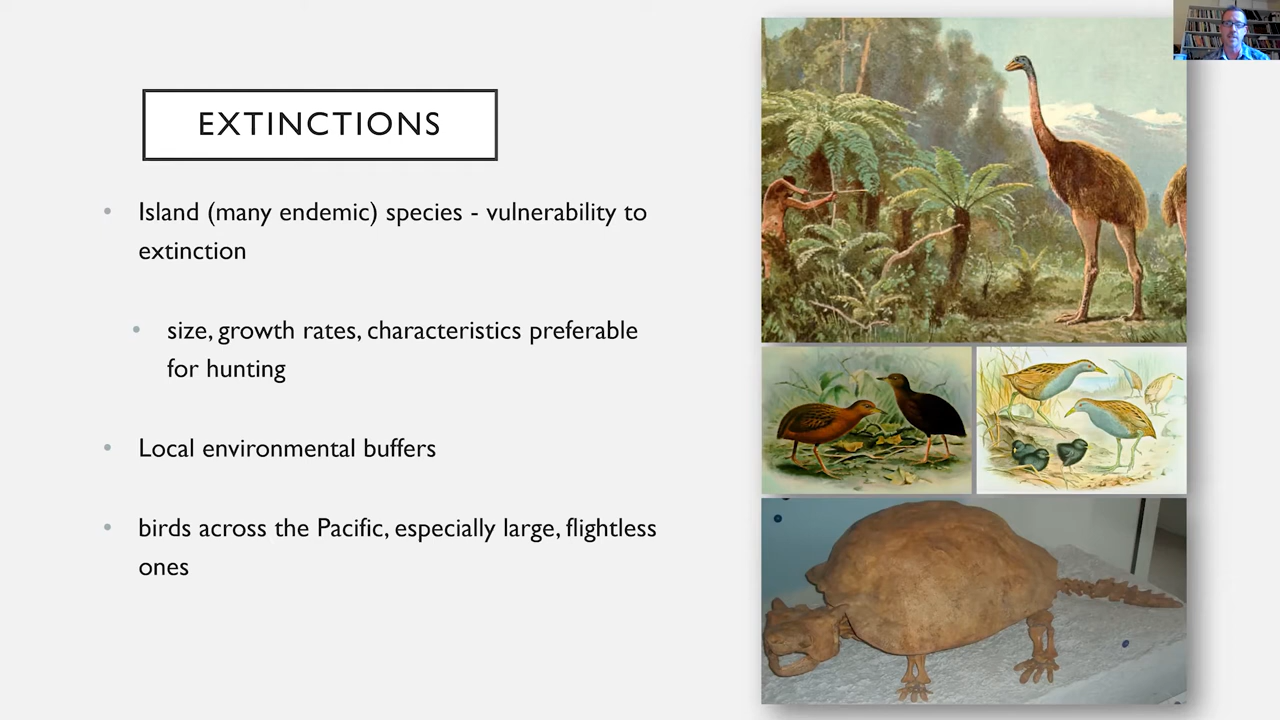 EXTINCTIONS
• Island (many endemic) species - vulnerability to
extinction
• size, growth rates, characteristics preferable
for hunting
• Local environmental buffers
• birds across the Pacific, especially large, flightless
ones